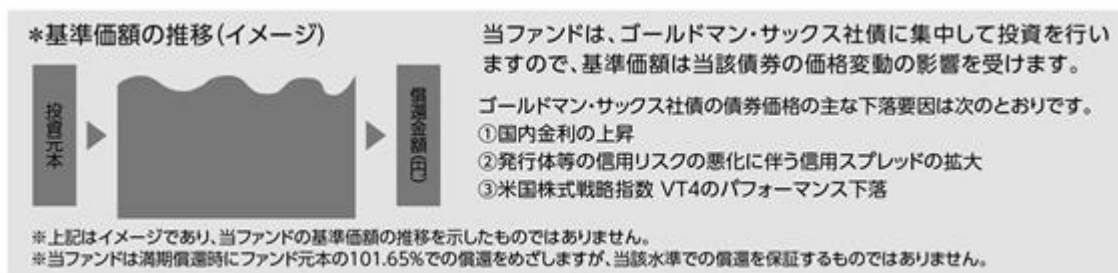 *基準価額の推移(イメージ)
投資元本
償還金額(円)
当ファンドは、ゴールドマン・サックス社債に集中して投資を行い
ますので、基準価額は当該債券の価格変動の影響を受けます。
ゴールドマン・サックス社債の債券価格の主な下落要因は次のとおりです。
①国内金利の上昇
②発行体等の信用リスクの悪化に伴う信用スプレッドの拡大
③米国株式戦略指数 VT4のパフォーマンス下落
※上記はイメージであり、当ファンドの基準価額の推移を示したものではありません。
※当ファンドは満期償還時にファンド元本の101.65%での償還をめざしますが、当該水準での償還を保証するものではありません。